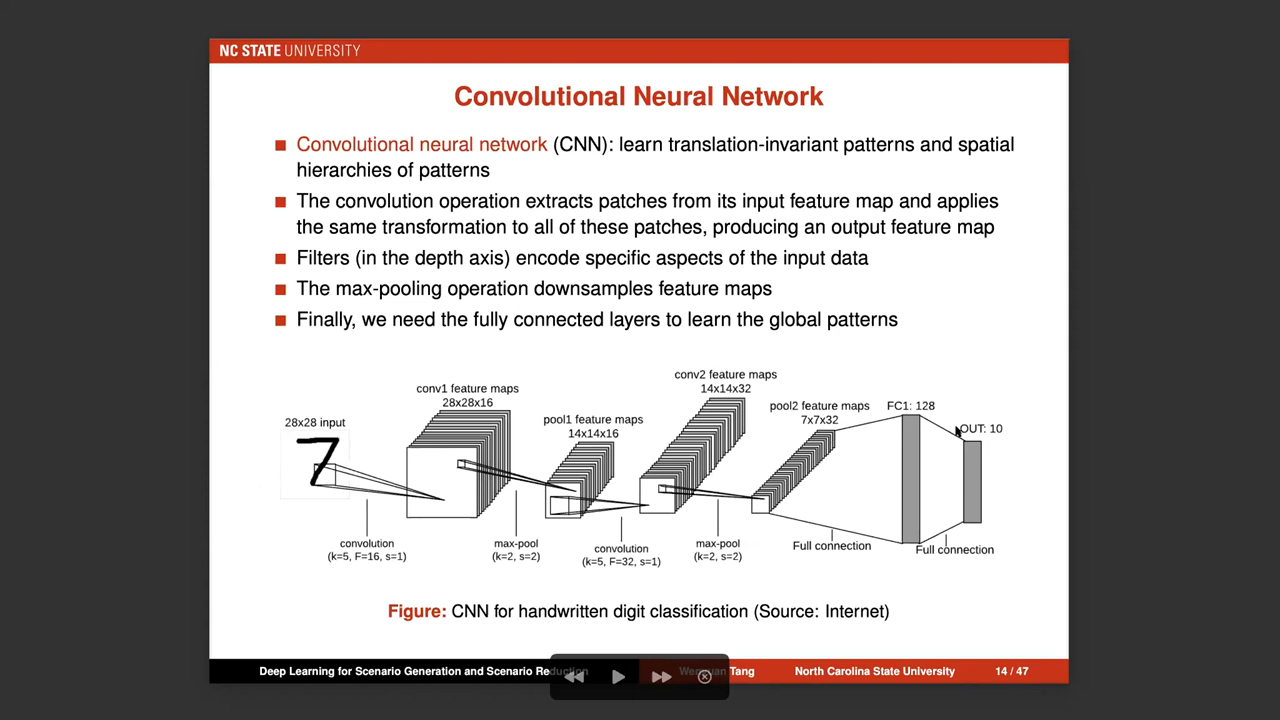 NC STATE UNIVERSITY
Convolutional Neural Network
Convolutional neural network (CNN): learn translation-invariant patterns and spatial
hierarchies of patterns
The convolution operation extracts patches from its input feature map and applies
the same transformation to all of these patches, producing an output feature map
Filters (in the depth axis) encode specific aspects of the input data
The max-pooling operation downsamples feature maps
Finally, we need the fully connected layers to learn the global patterns
28x28 input
7
conv1 feature maps
28x28x16
pool1 feature maps
14x14x16
conv2 feature maps
14x14x32
pool2 feature maps
7x7x32
FC1: 128
OUT: 10
convolution
(k=5, F=16, s=1)
max-pool
(k=2, s=2)
convolution
(k=5, F=32, s=1)
max-pool
(k=2, s=2)
Full connection
Full connection
Figure: CNN for handwritten digit classification (Source: Internet)
Deep Learning for Scenario Generation and Scenario Reduction
Wenyuan Tang
North Carolina State University
14 / 47